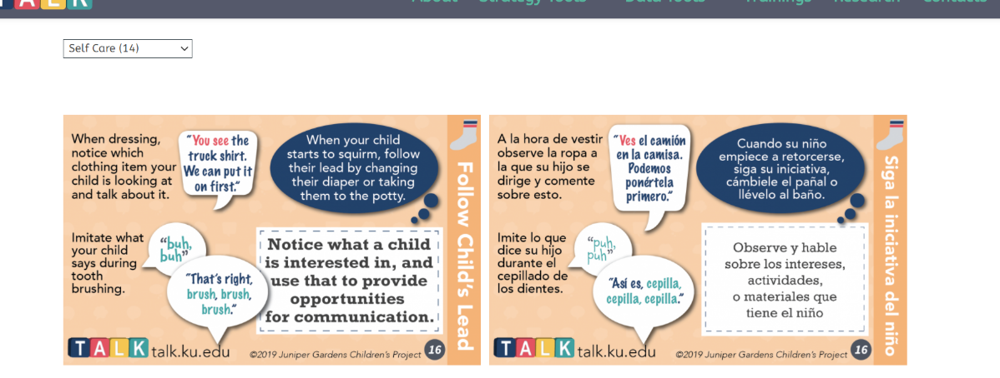 TALK
About Strategy Tools Data Tools Trainings Research Contacts
Self Care (14)
When dressing,
notice which
clothing item your
child is looking at
and talk about it.
"You see the
truck shirt.
We can put it
on first."
When your child
starts to squirm, follow
their lead by changing
their diaper or taking
them to the potty.
Imitate what
your child
says during
tooth
brushing.
"buh,
buh"
"That's right,
brush, brush,
brush."
Notice what a child
is interested in, and
use that to provide
opportunities
for communication.
Follow Child's Lead
TALK talk.ku.edu
©2019 Juniper Gardens Children's Project
16
A la hora de vestir
observe la ropa a
la que su hijo se
dirige y comente
sobre esto.
"Ves el camión
en la camisa.
Podemos
ponértela
primero."
Cuando su niño
empiece a retorcerse,
siga su iniciativa,
cámbiele el pañal o
llévelo al baño.
Imite lo que
dice su hijo
durante el
cepillado de
los dientes.
"puh,
puh"
"Así es, cepilla,
cepilla, cepilla."
Observe y hable
sobre los intereses,
actividades,
o materiales que
tiene el niño
Siga la iniciativa del niño
TALK talk.ku.edu
©2019 Juniper Gardens Children's Project
16